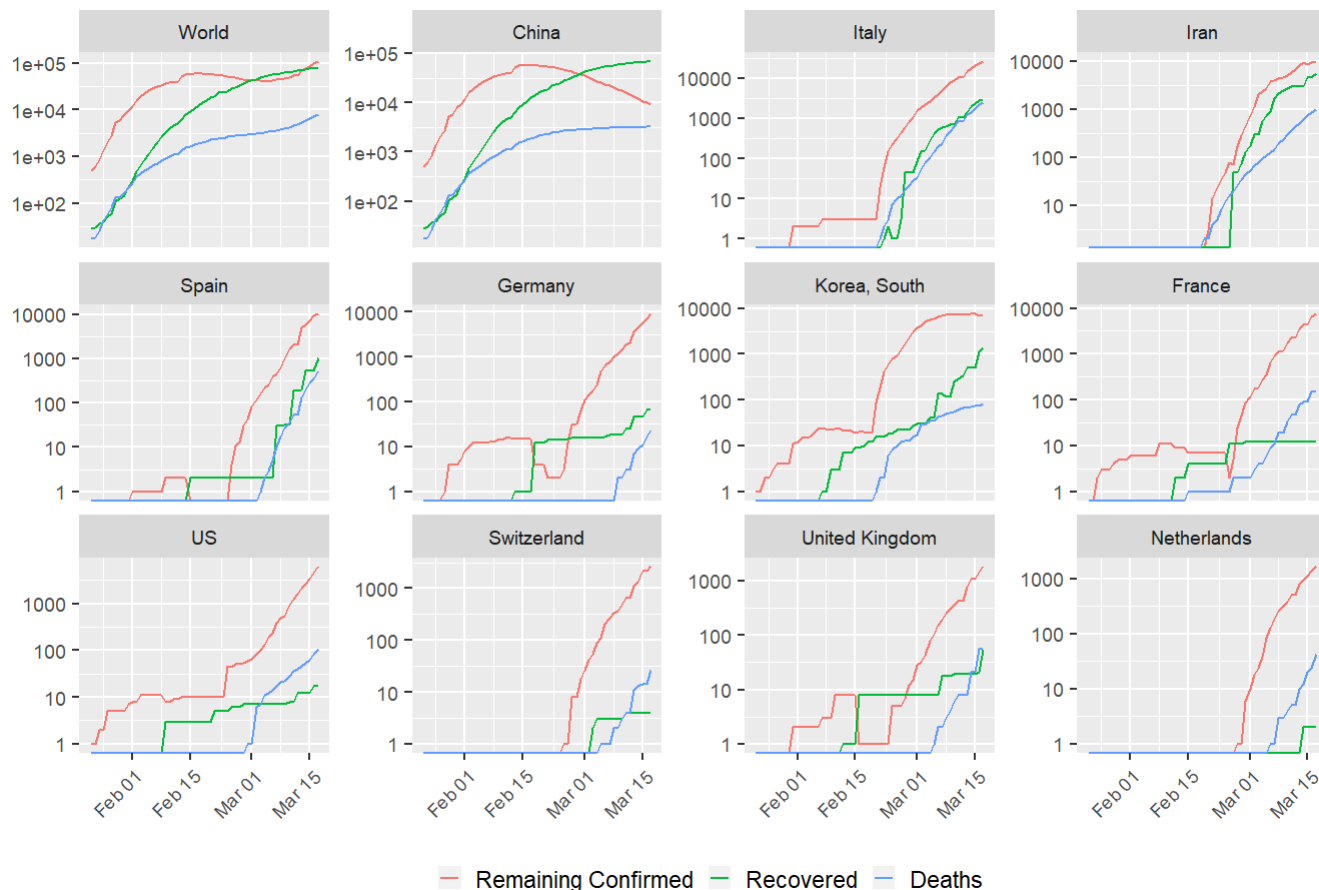 World China Italy Iran
1e+05 1e+05 10000 10000
1e+04 1e+04 1000 1000
1e+03 1e+03 100 100
1e+02 1e+02 10 10
1
Spain Germany Korea, South France
10000 10000 10000 10000
1000 1000 1000 1000
100 100 100 100
10 10 10 10
1 1 1 1
US Switzerland United Kingdom Netherlands
1000 1000 1000 1000
100 100 100 100
10 10 10 10
1 1 1 1
Feb 01 Feb 15 Mar 01 Mar 15 Feb 01 Feb 15 Mar 01 Mar 15 Feb 01 Feb 15 Mar 01 Mar 15 Feb 01 Feb 15 Mar 01 Mar 15
Remaining Confirmed Recovered Deaths